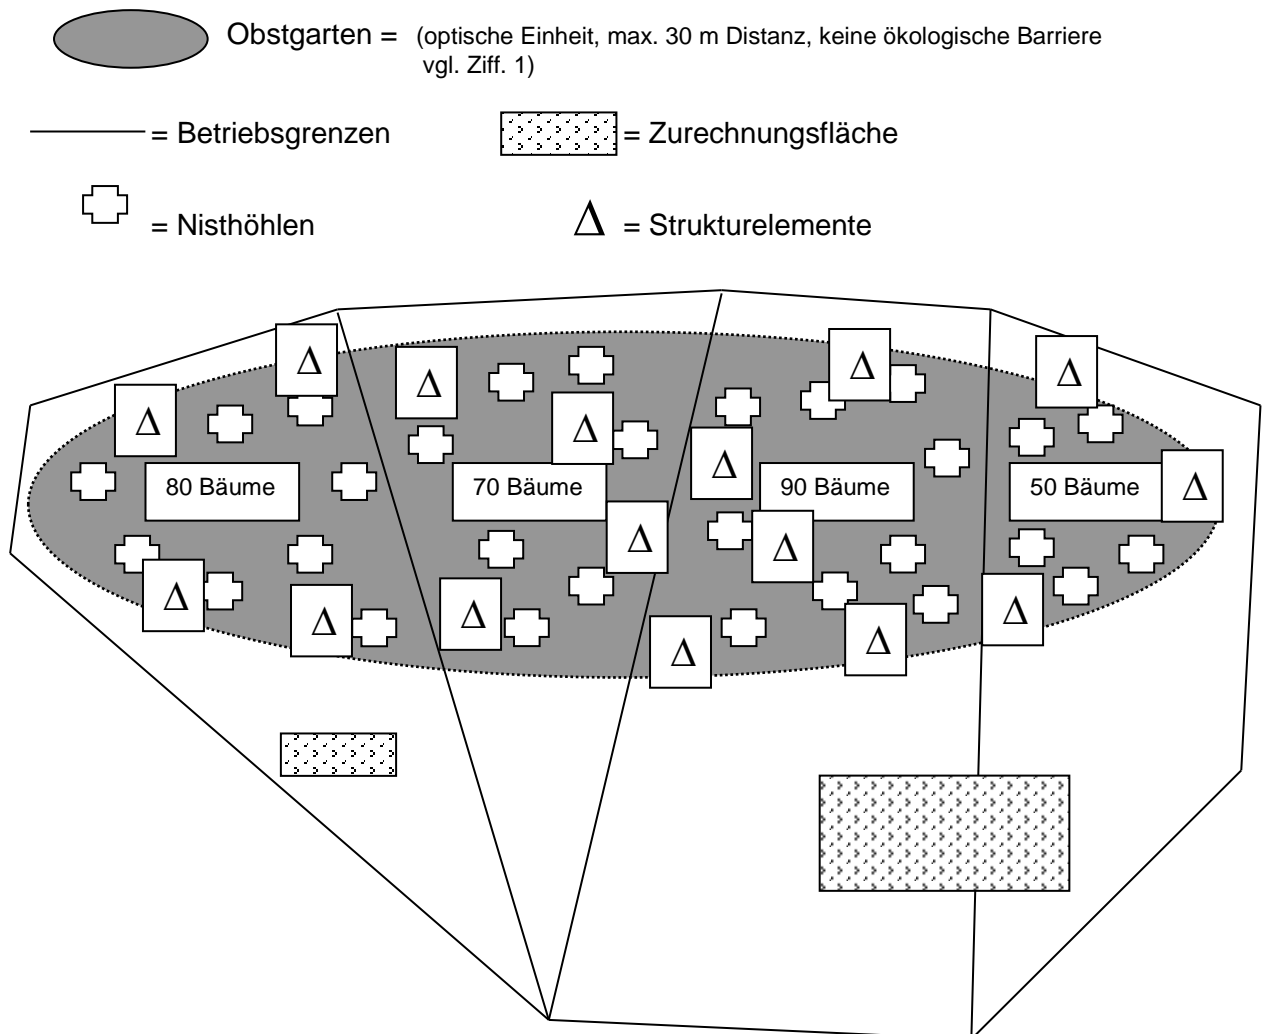 Obstgarten = (optische Einheit, max. 30 m Distanz, keine ökologische Barriere
vgl. Ziff. 1)
= Betriebsgrenzen = Zurechnungsfläche
= Nisthöhlen Δ = Strukturelemente
Δ Δ Δ Δ Δ
Δ Δ
80 Bäume 70 Bäume 90 Bäume 50 Bäume Δ
Δ Δ
Δ Δ Δ Δ
Δ Δ